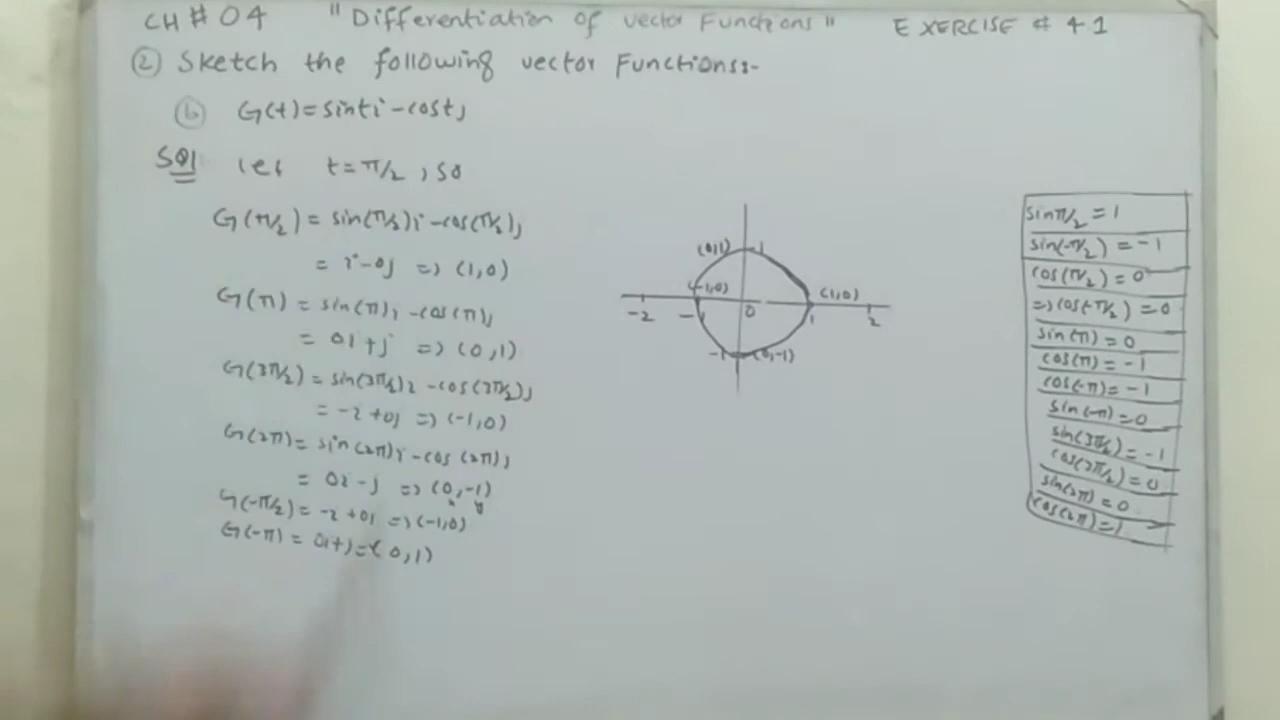 CH # 04 "Differentiation of vector Functions" EXERCISE # 4.1
② Sketch the following vector Functions:-
ⓑ G(t)=sinti-costj
Sol let t=π/2, so
G(π/2) = sin(π/2)i-cos(π/2)j
= i-0j => (1,0)
G(π) = sin(π)i-cos(π)j
= 0i+j => (0,1)
G(3π/2) = sin(3π/2)i-cos(3π/2)j
= -i+0j => (-1,0)
G(2π)= sin(2π)i-cos(2π)j
= 0i-j => (0,-1)
G(-π/2)= -i+0j => (-1,0)
G(-π) = 0i+j=(0,1)
(0,1) 1
(-1,0) (1,0)
-2 -1 0 1 2
-1 (0,-1)
sinπ/2 = 1
sin(-π/2) = -1
cos(π/2) = 0
=> cos(-π/2) = 0
sin(π) = 0
cos(π) = -1
cos(-π) = -1
sin(-π)=0
sin(3π/2) = -1
cos(3π/2) = 0
sin(2π) = 0
cos(2π)=1